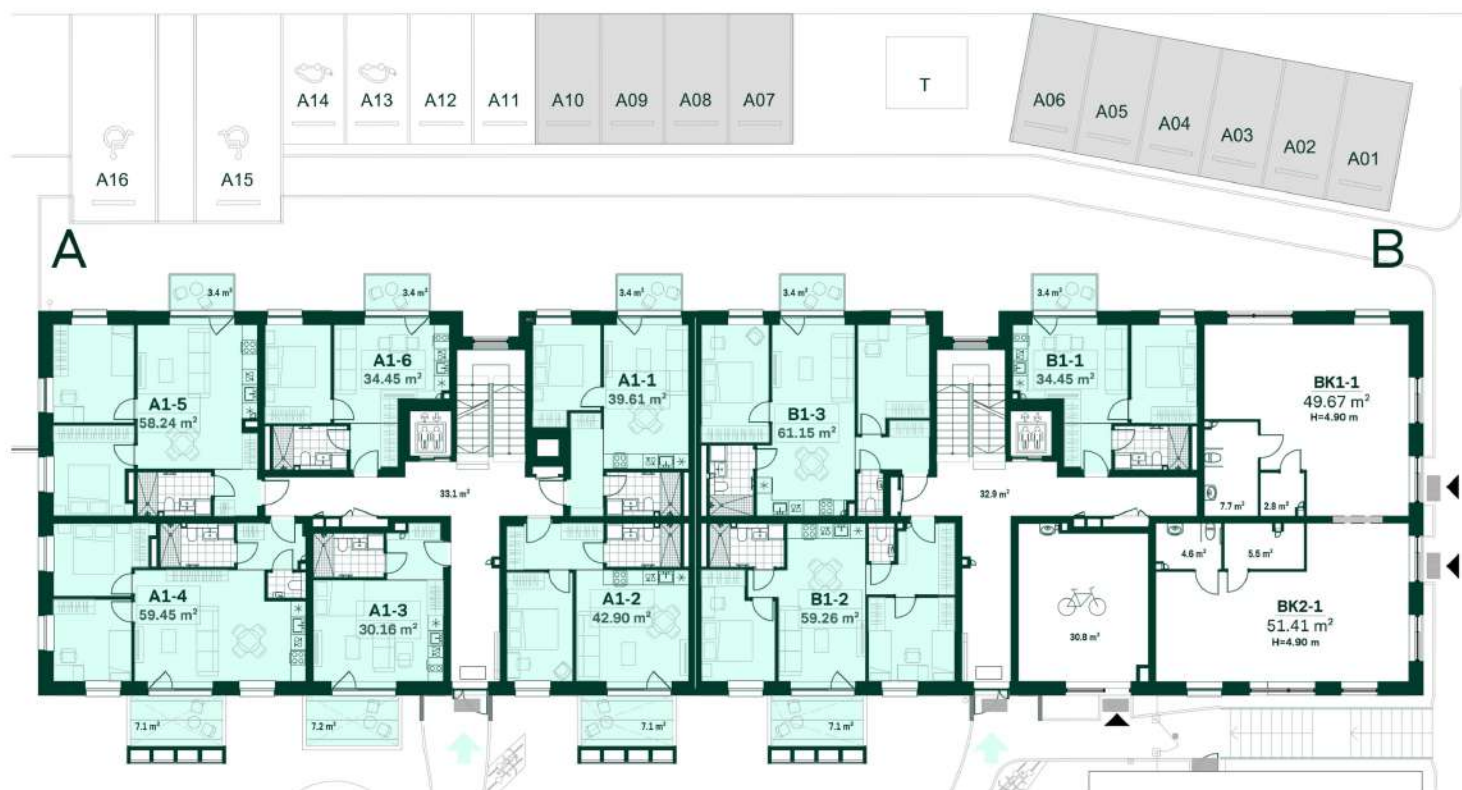 A14
A13
A12
A11
A10
A09
A08
A07
T
A06
A05
A04
A03
A02
A01
A16
A15
A
B
3.4 m²
3.4 m²
3.4 m²
3.4 m²
3.4 m²
A1-5
58.24 m²
A1-6
34.45 m²
A1-1
39.61 m²
B1-3
61.15 m²
B1-1
34.45 m²
BK1-1
49.67 m²
H=4.90 m
33.1 m²
32.9 m²
7.7 m²
2.8 m²
A1-4
59.45 m²
A1-3
30.16 m²
A1-2
42.90 m²
B1-2
59.26 m²
30.8 m²
4.6 m²
5.5 m²
BK2-1
51.41 m²
H=4.90 m
7.1 m²
7.2 m²
7.1 m²
7.1 m²